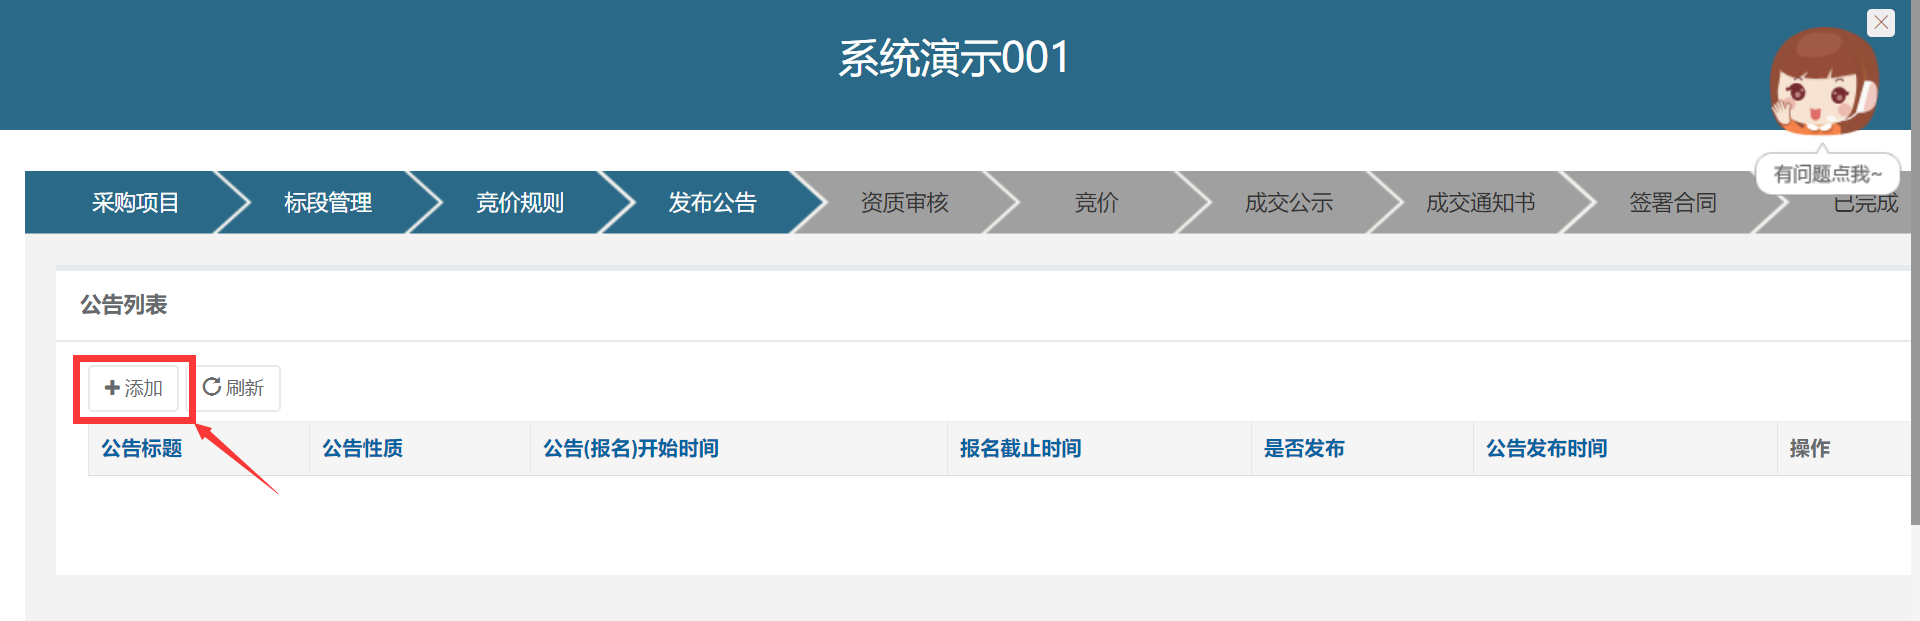 系统演示001
有问题点我~
采购项目 标段管理 竞价规则 发布公告 资质审核 竞价 成交公示 成交通知书 签署合同 已完成
公告列表
添加 刷新
公告标题 公告性质 公告(报名)开始时间 报名截止时间 是否发布 公告发布时间 操作